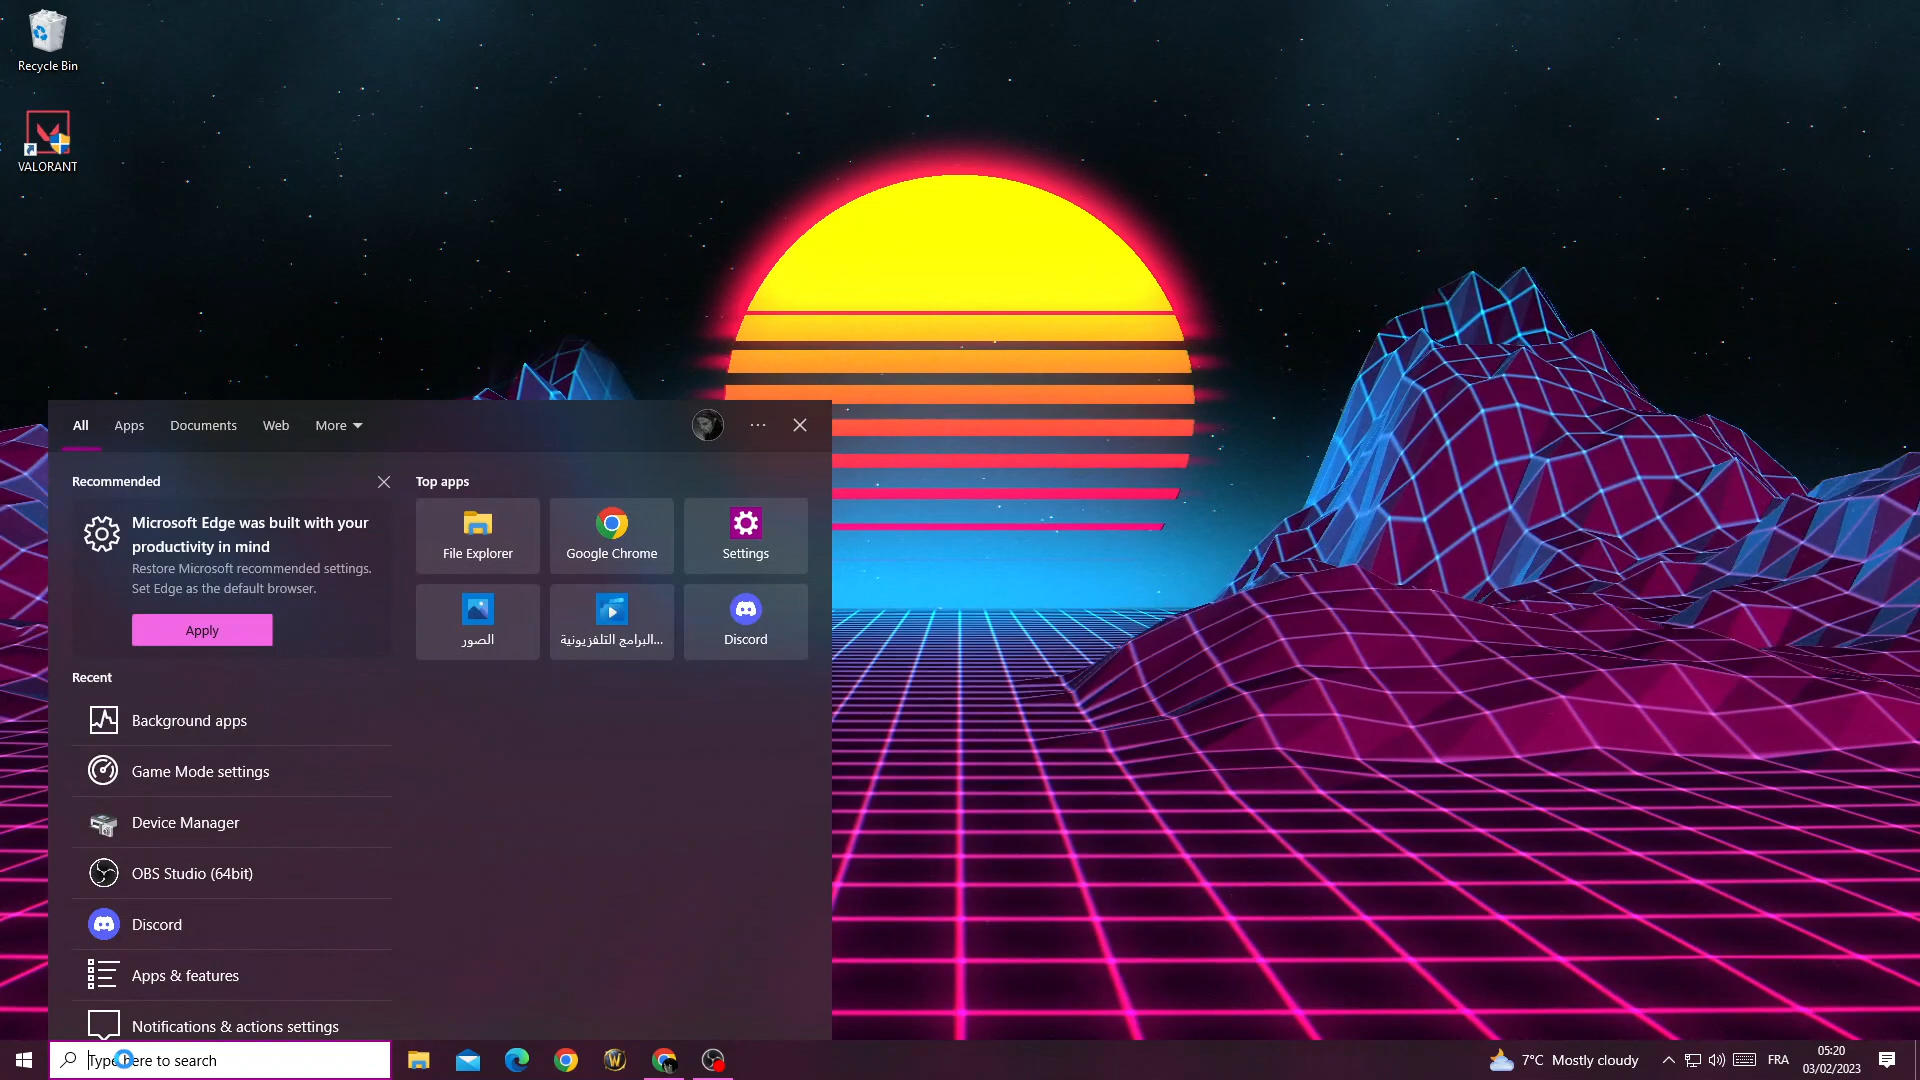 Recycle Bin
VALORANT
All
Apps
Documents
Web
More
Recommended
Microsoft Edge was built with your
productivity in mind
Restore Microsoft recommended settings.
Set Edge as the default browser.
Apply
Top apps
File Explorer
Google Chrome
Settings
الصور
البرامج التلفزيونية...
Discord
Recent
Background apps
Game Mode settings
Device Manager
OBS Studio (64bit)
Discord
Apps & features
Notifications & actions settings
Type here to search
7°C Mostly cloudy
FRA
05:20
03/02/2023